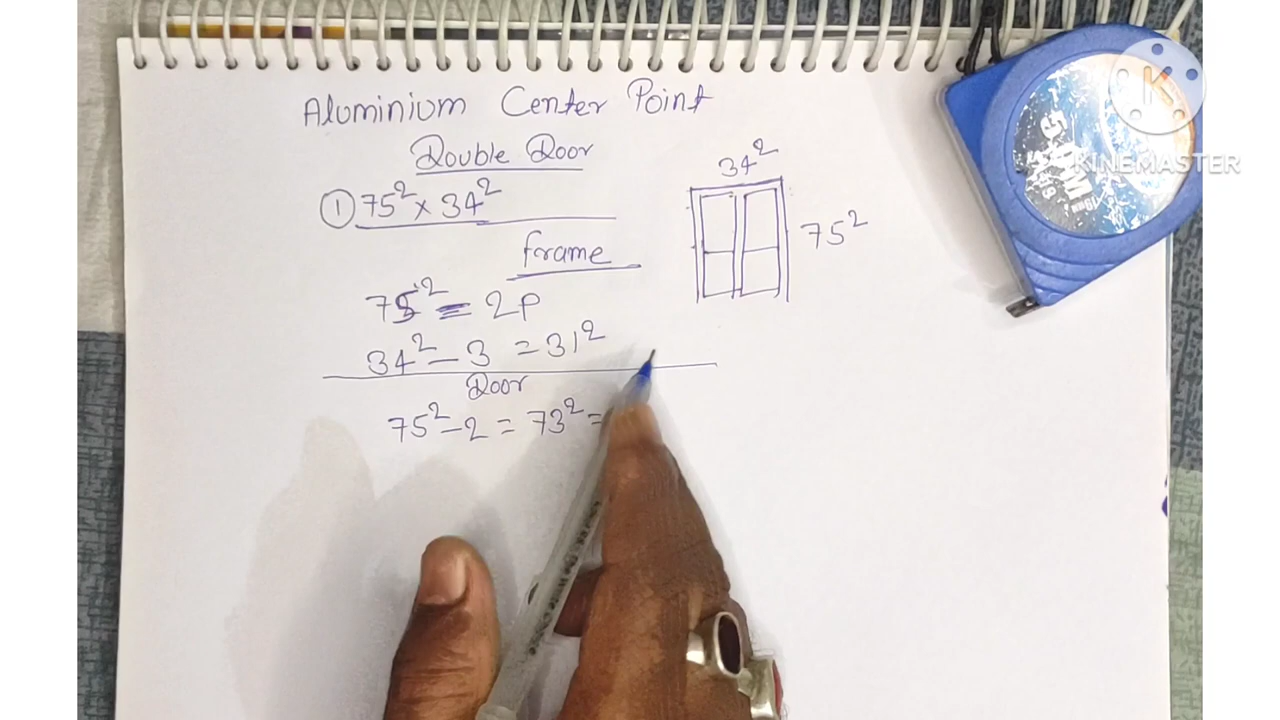 Aluminium Center Point
Double Door
① 75² × 34²
34²
75²
frame
75² = 2P
34² - 3 = 31²
Door
75² - 2 = 73² =
5M
KINEMASTER